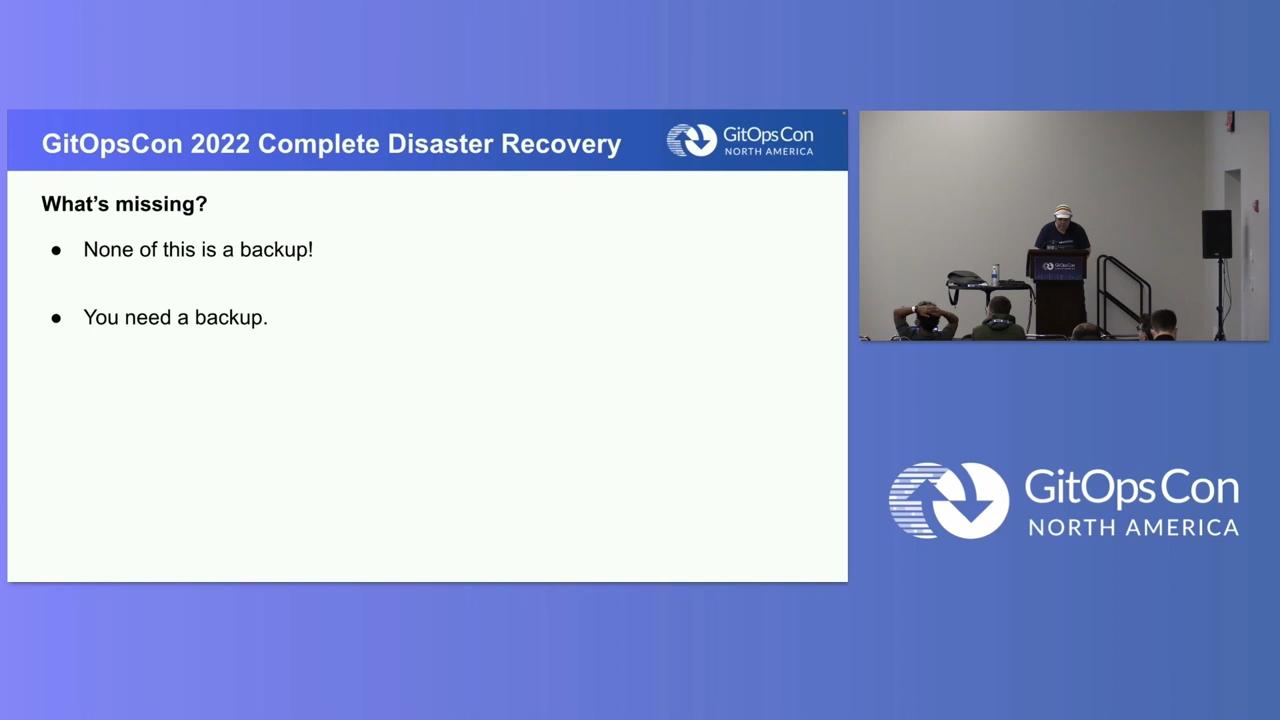 GitOpsCon 2022 Complete Disaster Recovery
GitOpsCon
NORTH AMERICA
What's missing?
● None of this is a backup!
● You need a backup.
GitOpsCon
GitOpsCon
NORTH AMERICA